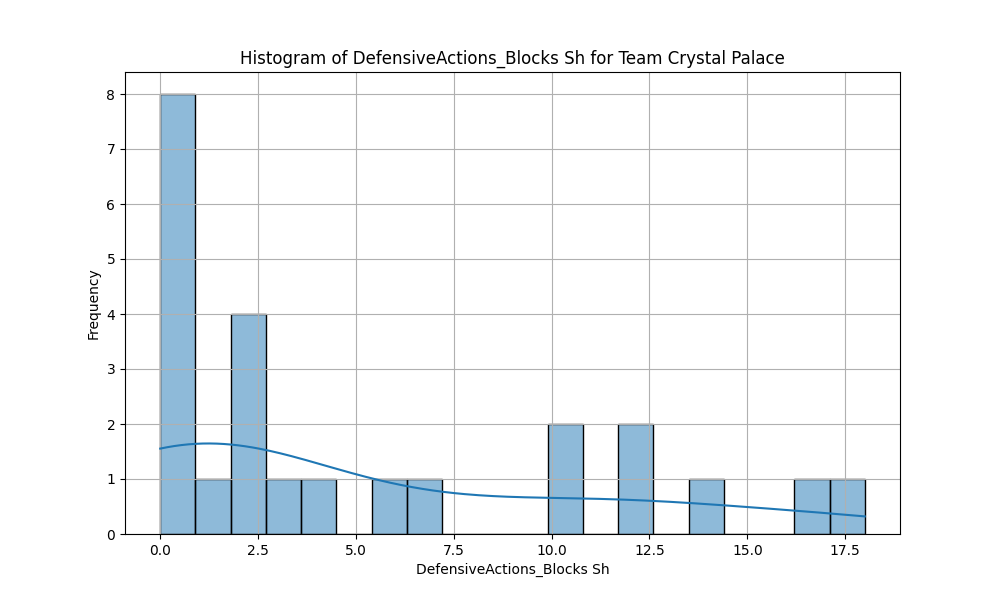 Histogram of DefensiveActions_Blocks Sh for Team Crystal Palace
8
7
6
5
4
3
2
1
0
Frequency
0.0 2.5 5.0 7.5 10.0 12.5 15.0 17.5
DefensiveActions_Blocks Sh